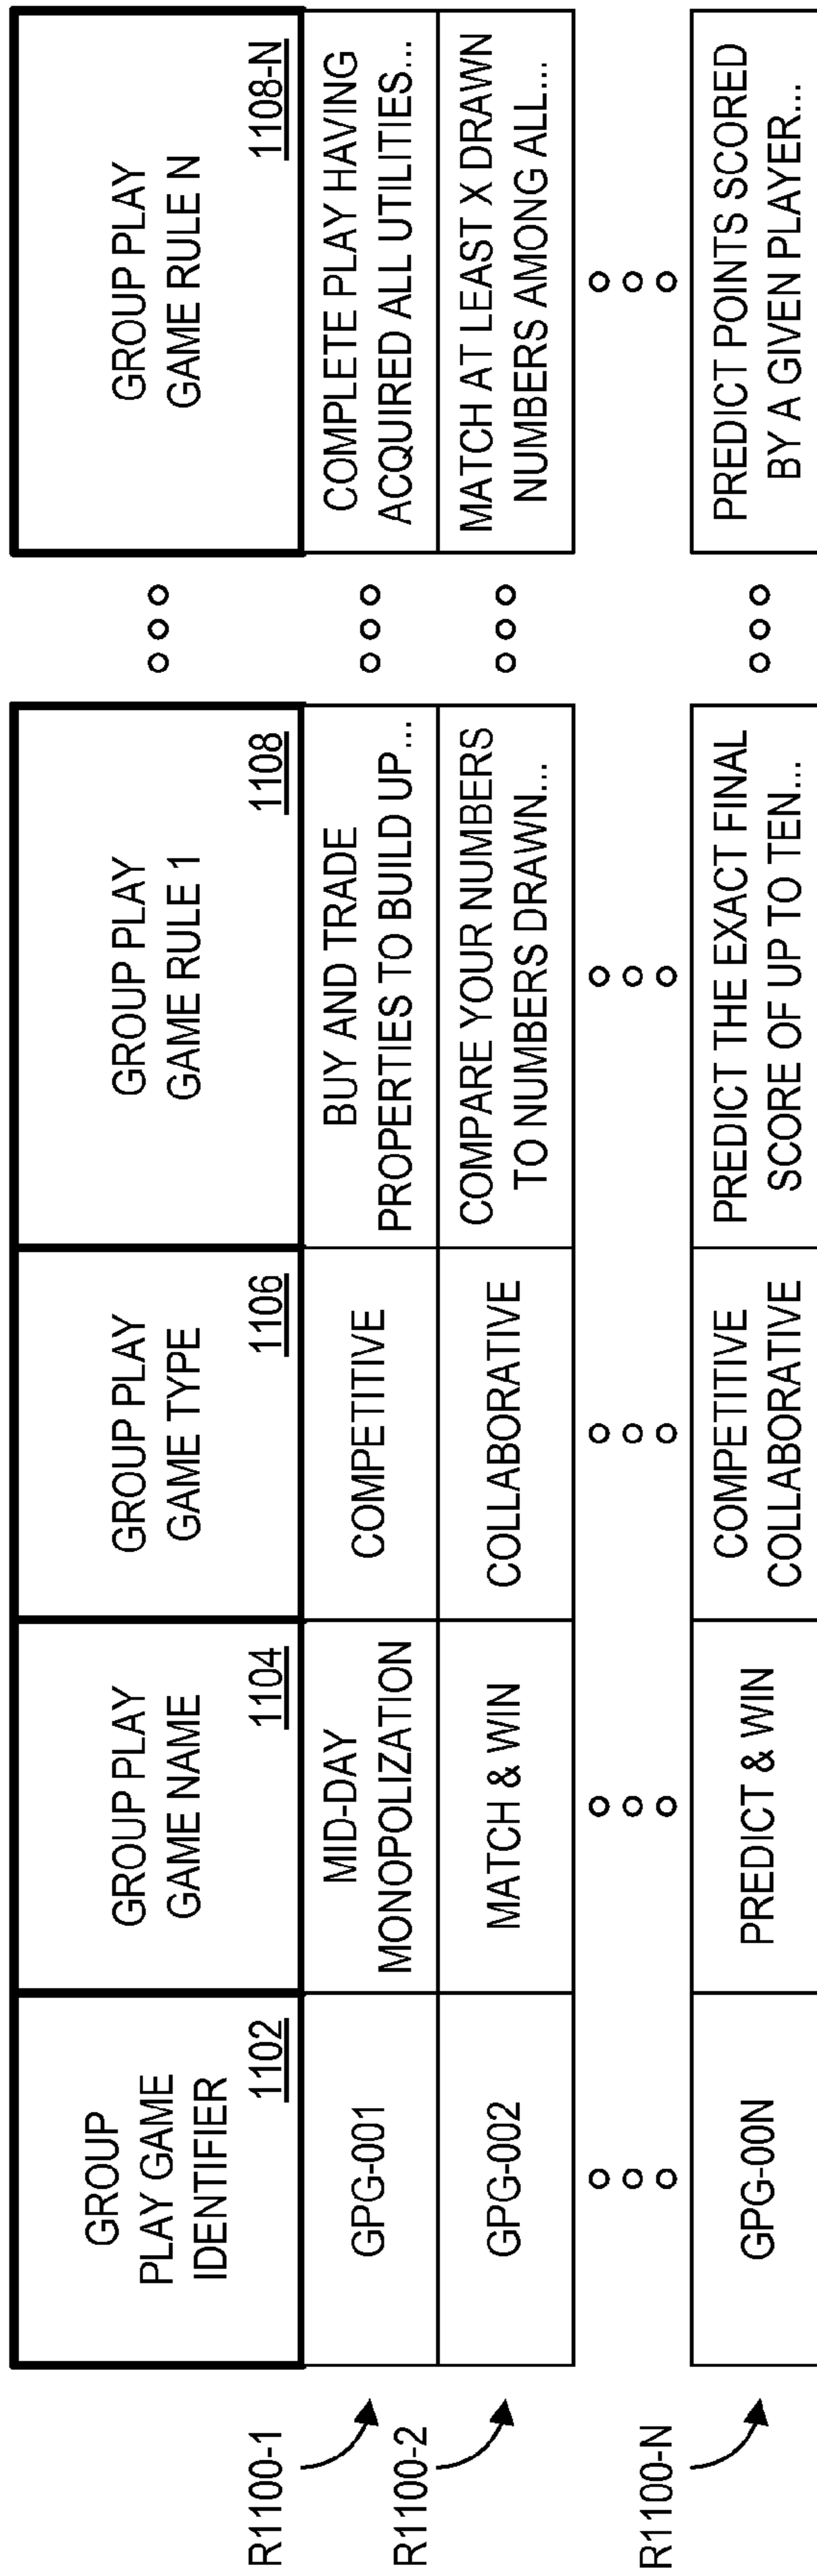 GROUP
PLAY GAME
IDENTIFIER
1102
GROUP PLAY
GAME NAME
1104
GROUP PLAY
GAME TYPE
1106
GROUP PLAY
GAME RULE 1
1108
GROUP PLAY
GAME RULE N
1108-N
R1100-1
GPG-001
MID-DAY
MONOPOLIZATION
COMPETITIVE
BUY AND TRADE
PROPERTIES TO BUILD UP...
COMPLETE PLAY HAVING
ACQUIRED ALL UTILITIES...
R1100-2
GPG-002
MATCH & WIN
COLLABORATIVE
COMPARE YOUR NUMBERS
TO NUMBERS DRAWN...
MATCH AT LEAST X DRAWN
NUMBERS AMONG ALL...
R1100-N
GPG-00N
PREDICT & WIN
COMPETITIVE
COLLABORATIVE
PREDICT THE EXACT FINAL
SCORE OF UP TO TEN...
PREDICT POINTS SCORED
BY A GIVEN PLAYER...